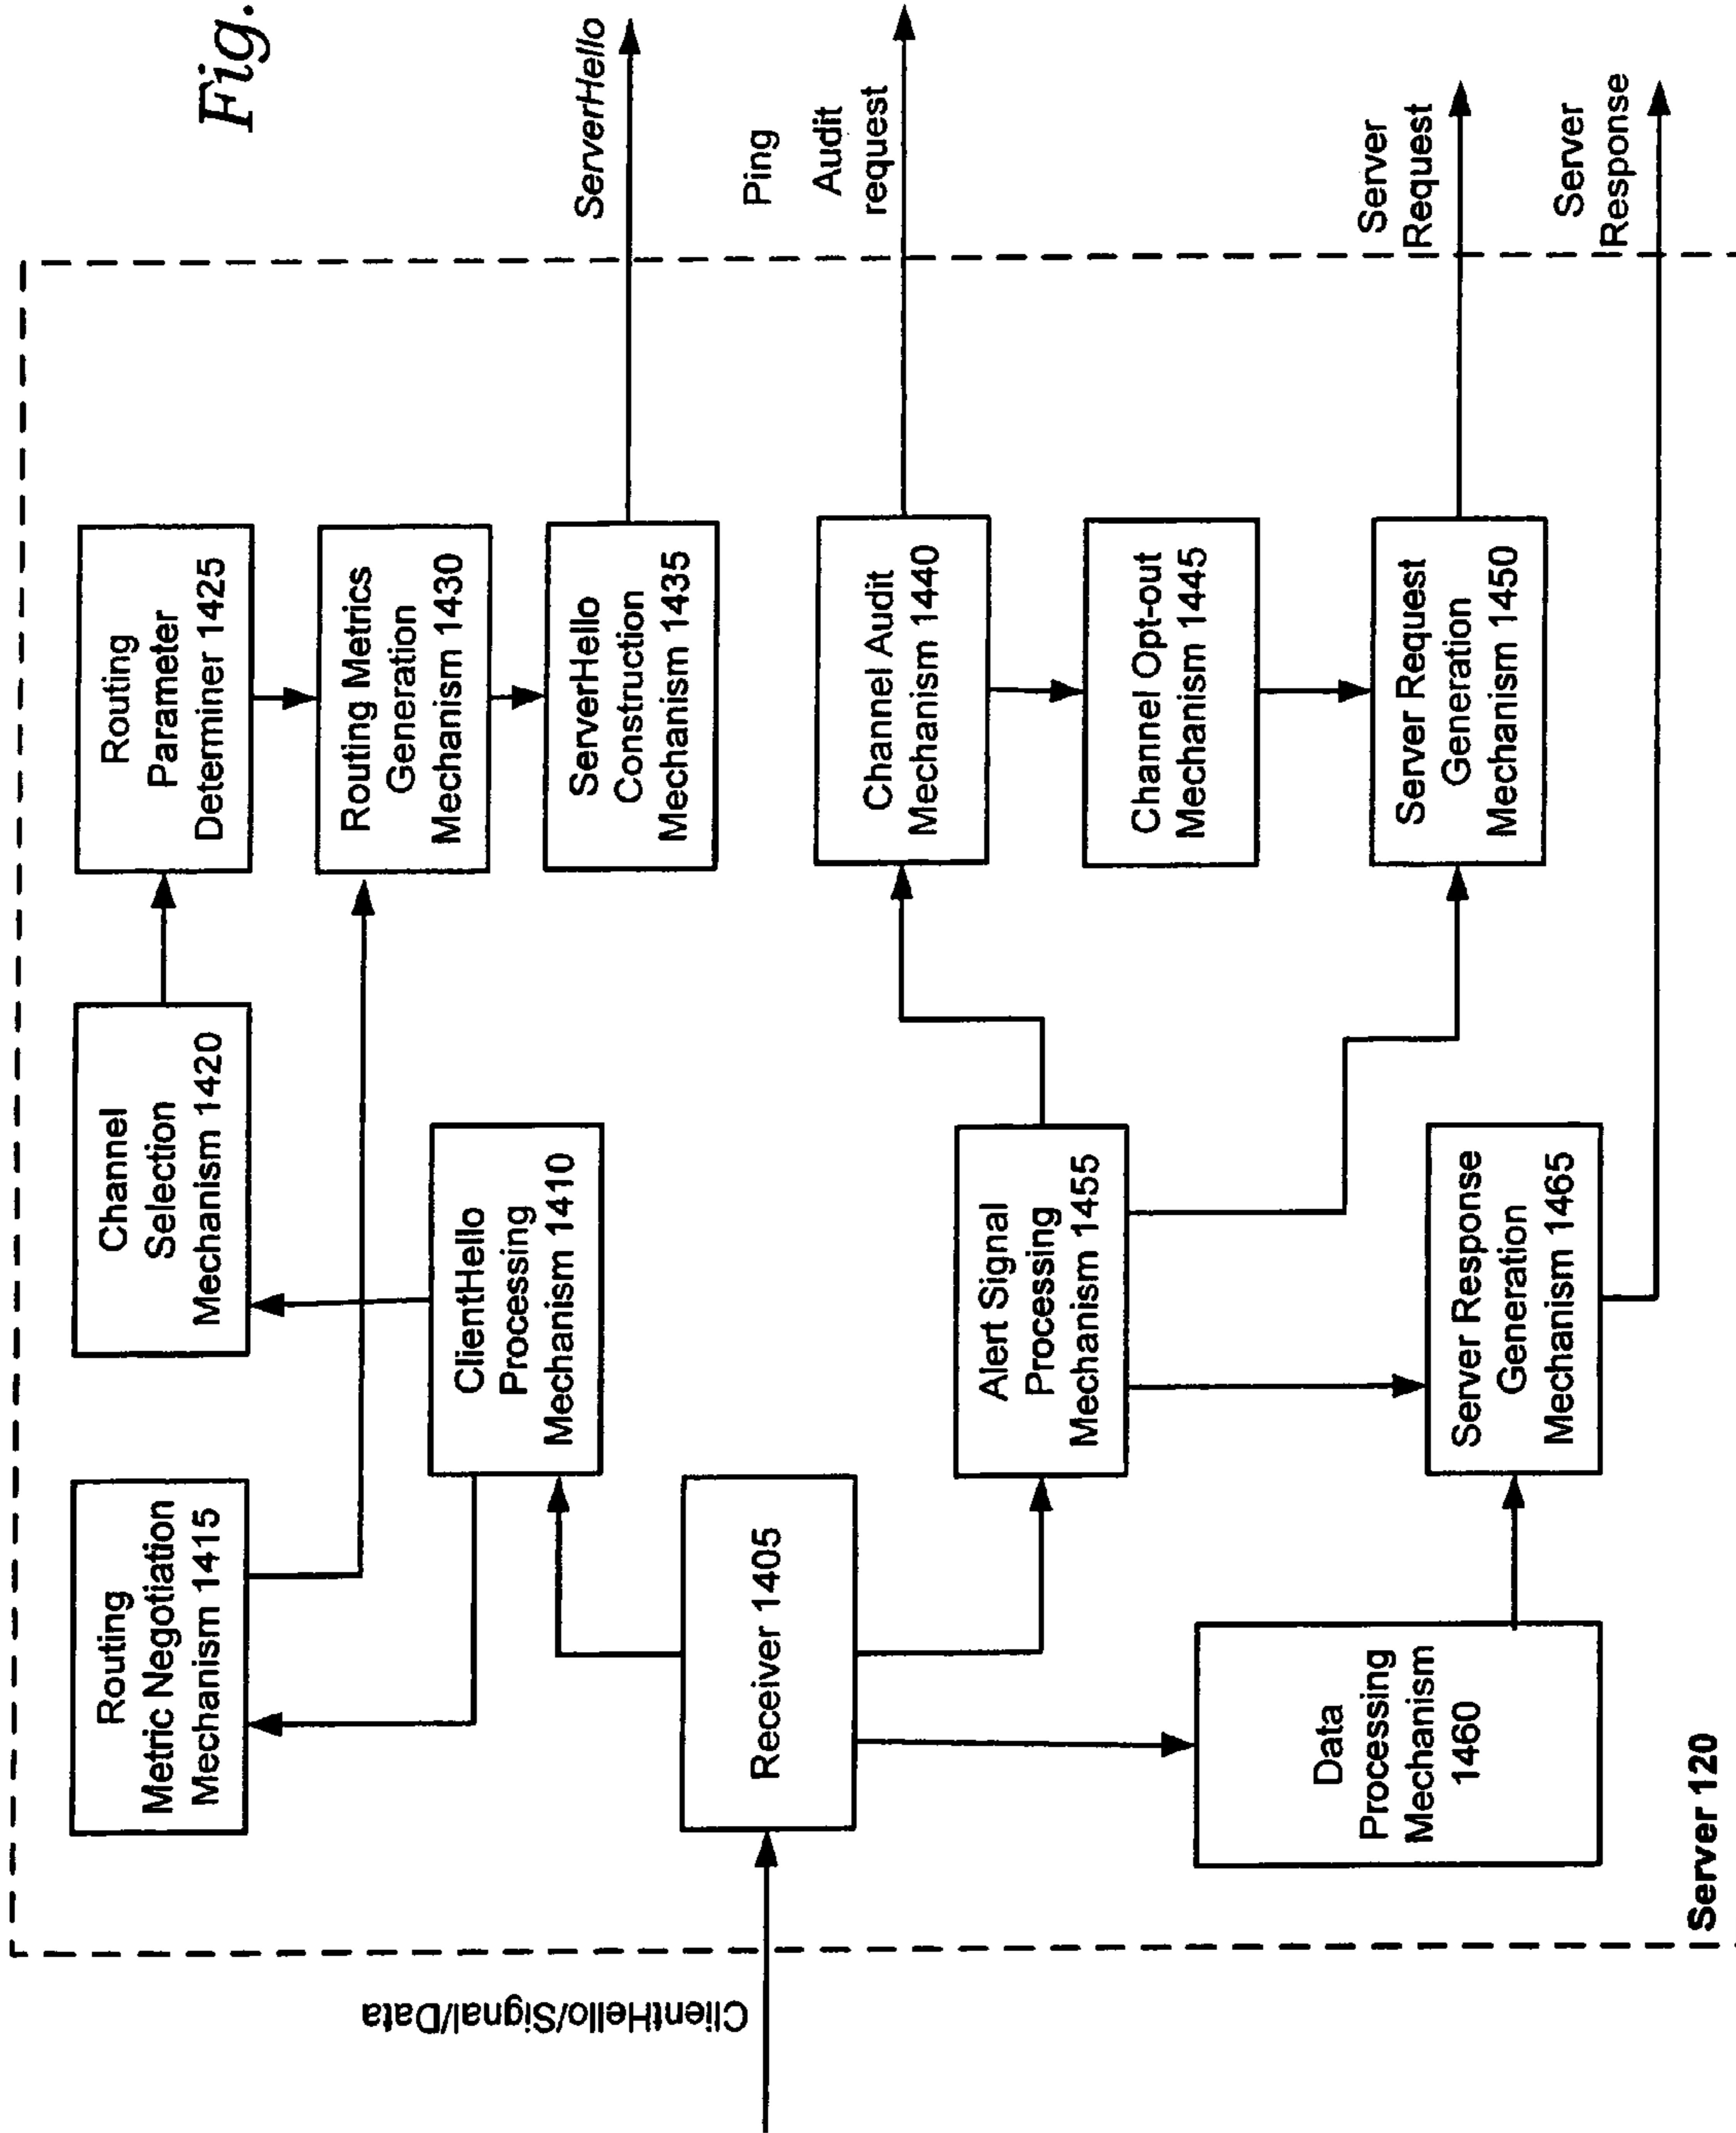 Fig.
Routing
Metric Negotiation
Mechanism 1415
Channel
Selection
Mechanism 1420
Routing
Parameter
Determiner 1425
Routing Metrics
Generation
Mechanism 1430
ServerHello
Construction
Mechanism 1435
ServerHello
ClientHello
Processing
Mechanism 1410
ClientHello/Signal/Data
Receiver 1405
Ping
Audit
request
Channel Audit
Mechanism 1440
Channel Opt-out
Mechanism 1445
Alert Signal
Processing
Mechanism 1455
Server Request
Generation
Mechanism 1450
Server
Request
Data
Processing
Mechanism
1460
Server Response
Generation
Mechanism 1465
Server
Response
Server 120